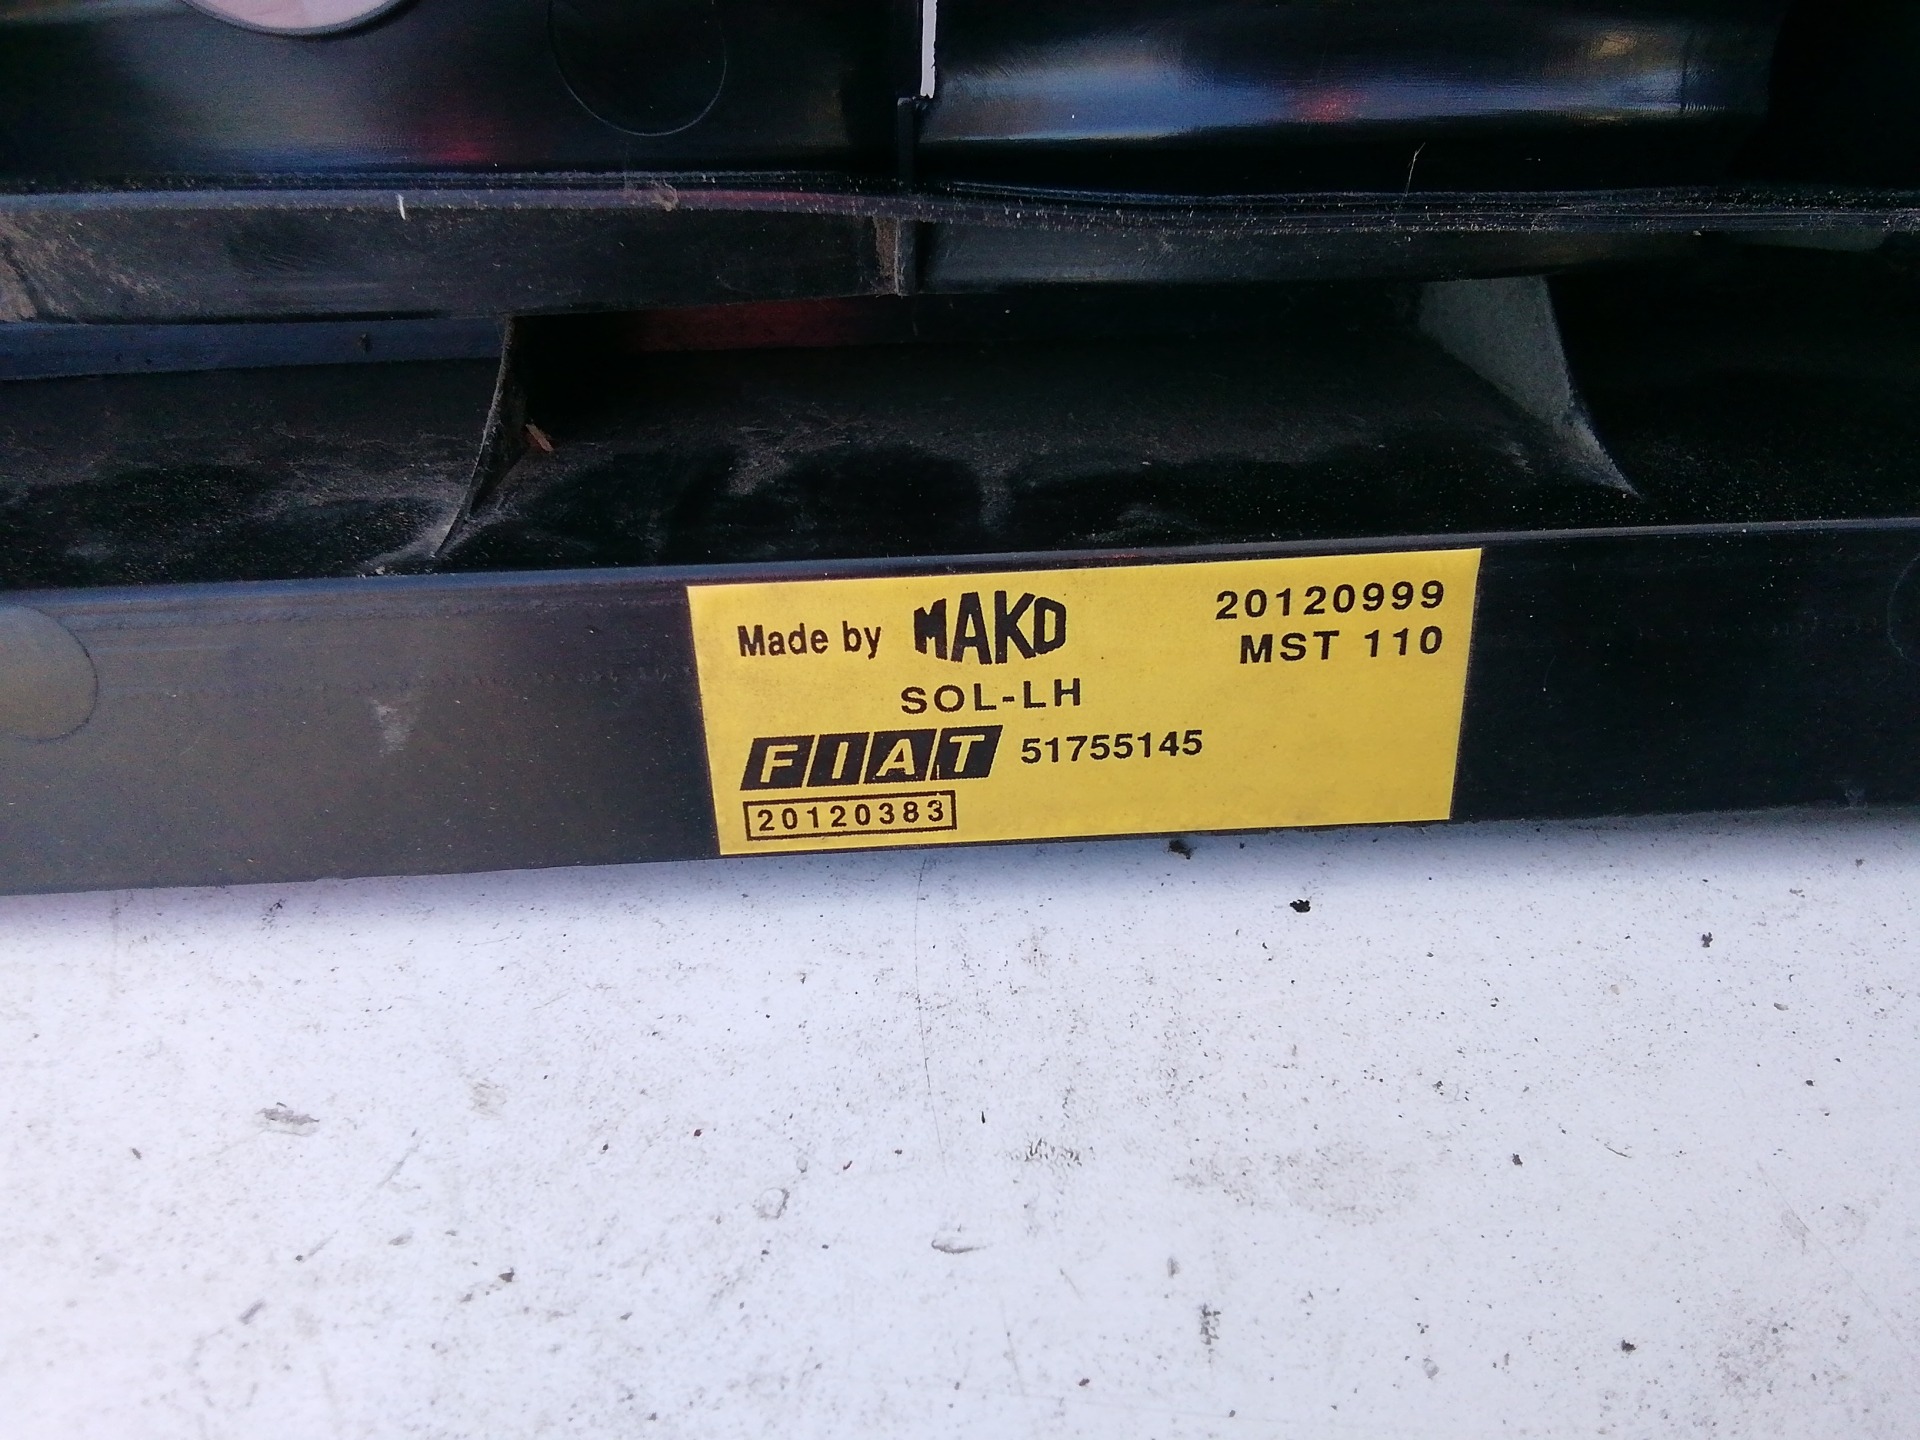 Made by MAKO 20120999
MST 110
SOL-LH
FIAT 51755145
20120383